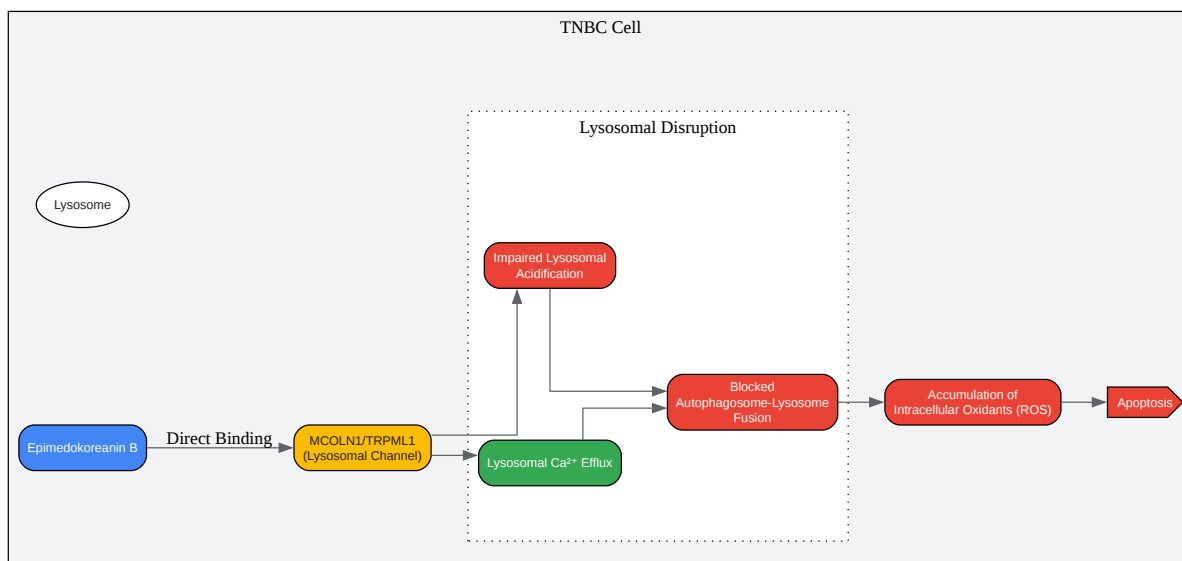 TNBC Cell
Lysosomal Disruption
Lysosome
Impaired Lysosomal
Acidification
Blocked
Autophagosome-Lysosome
Fusion
Accumulation of
Intracellular Oxidants (ROS)
Apoptosis
Epimedokoreanin B
Direct Binding
MCOLN1/TRPML1
(Lysosomal Channel)
Lysosomal Ca²⁺ Efflux